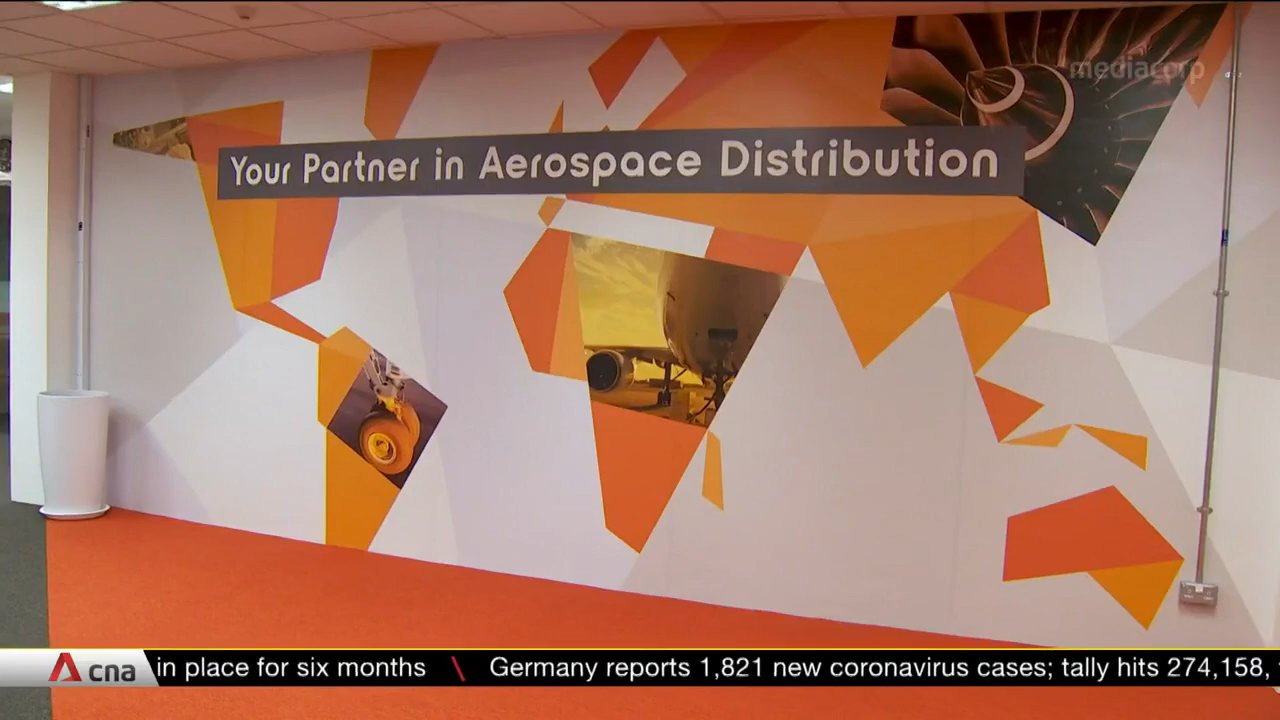 mediacorp
Your Partner in Aerospace Distribution
cna in place for six months \ Germany reports 1,821 new coronavirus cases; tally hits 274,158,